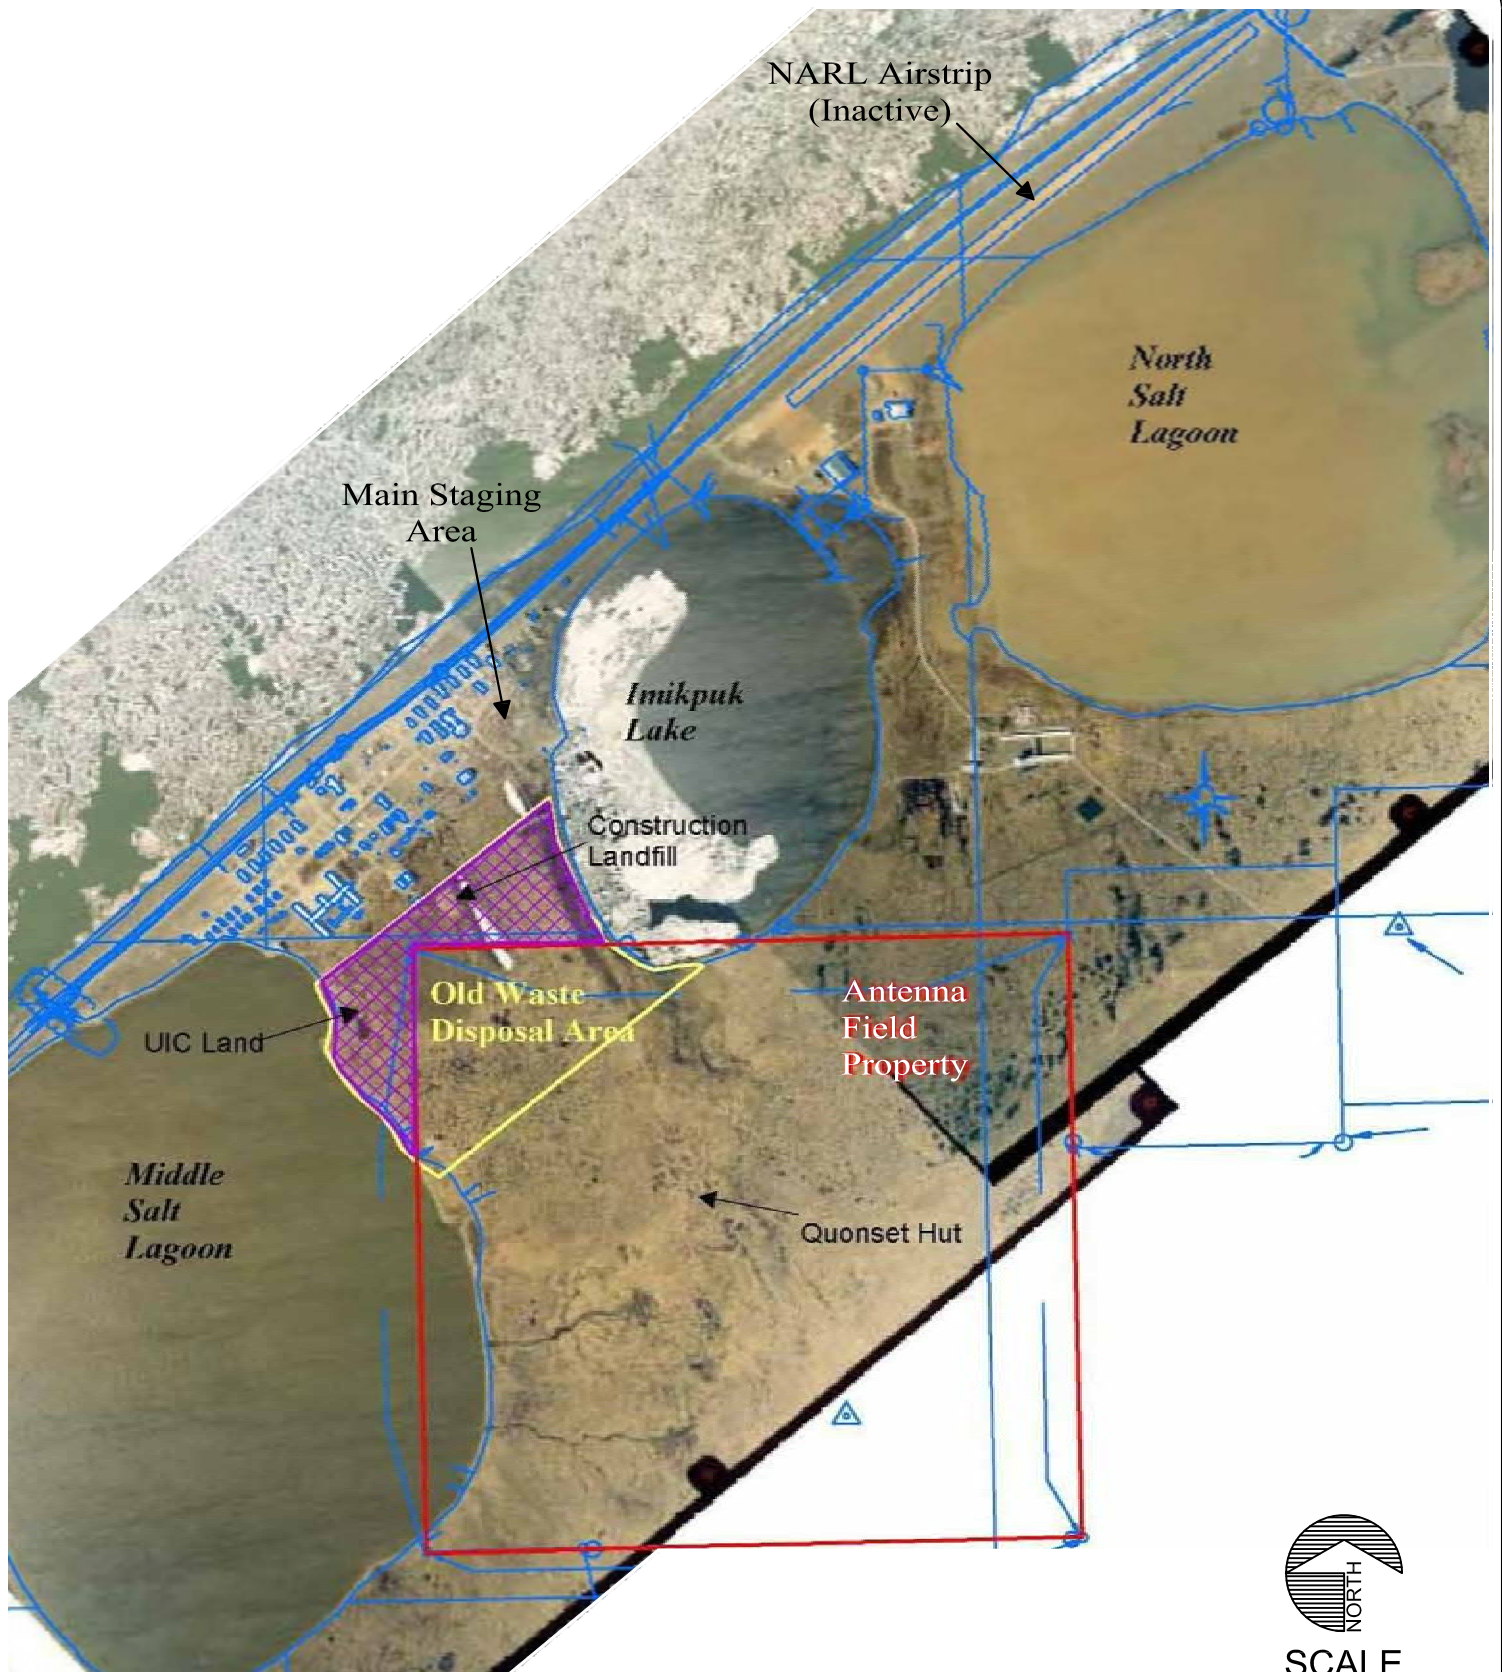 NARL Airstrip
(Inactive)
North
Salt
Lagoon
Main Staging
Area
Imikpuk
Lake
Construction
Landfill
Old Waste
Disposal Area
Antenna
Field
Property
UIC Land
Middle
Salt
Lagoon
Quonset Hut
NORTH
SCALE